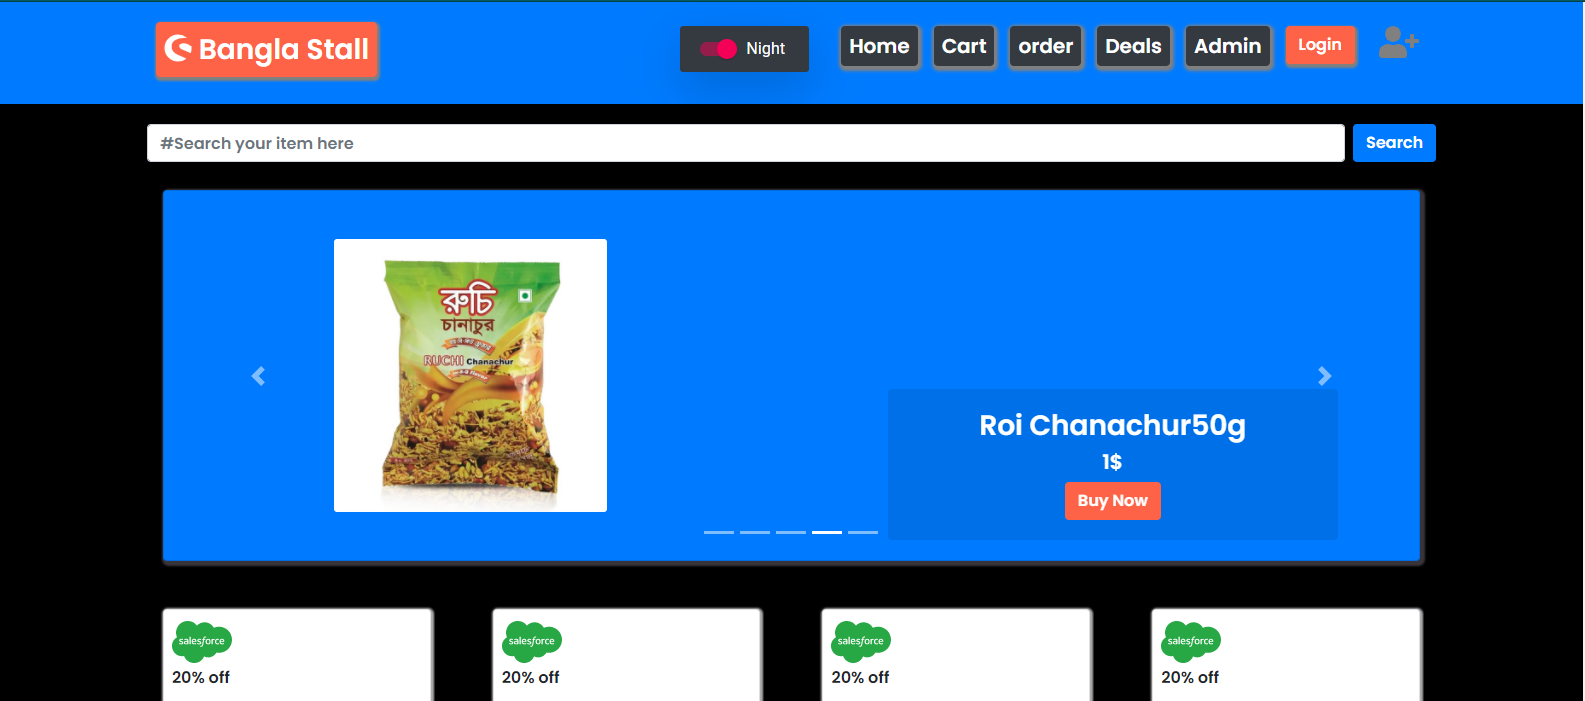 Bangla Stall
Night
Home
Cart
order
Deals
Admin
Login
#Search your item here
Search
রুচি
চানাচুর
RUCHI Chanachur
Roi Chanachur50g
1$
Buy Now
salesforce
20% off
salesforce
20% off
salesforce
20% off
salesforce
20% off